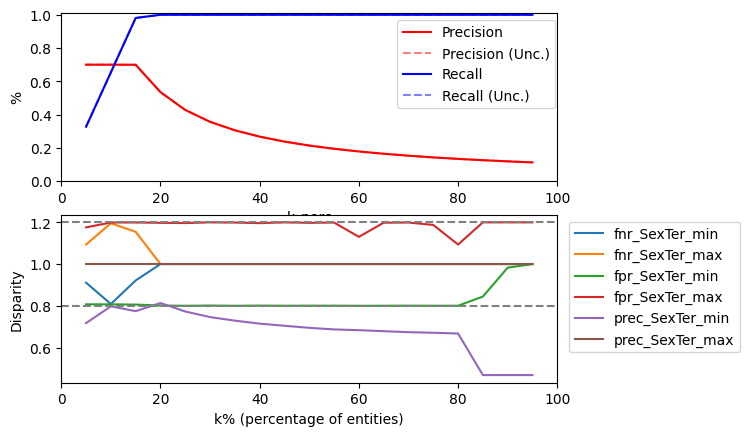 1.0
0.8
0.6
0.4
0.2
0.0
%
0 20 40 60 80 100
Precision
Precision (Unc.)
Recall
Recall (Unc.)
1.2
1.0
0.8
0.6
Disparity
0 20 40 60 80 100
k% (percentage of entities)
fnr_SexTer_min
fnr_SexTer_max
fpr_SexTer_min
fpr_SexTer_max
prec_SexTer_min
prec_SexTer_max